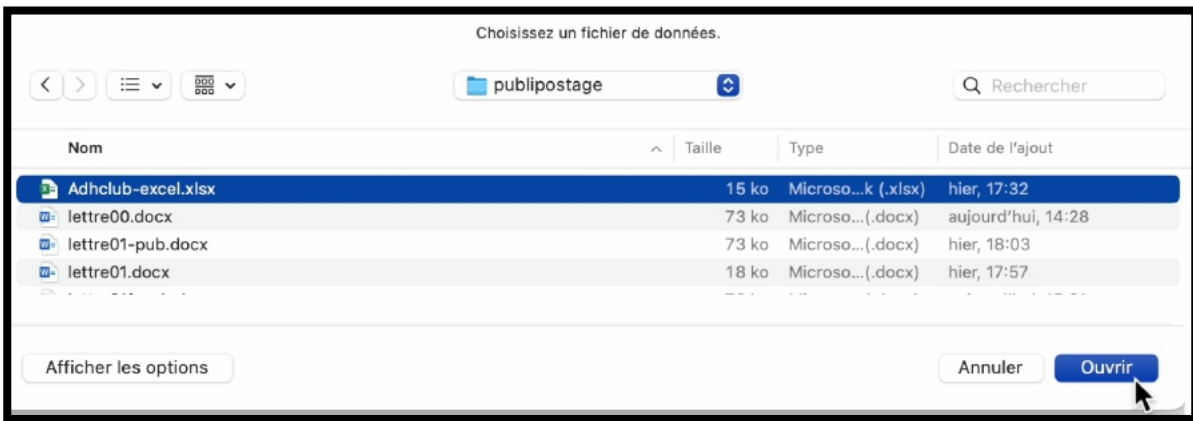 Choisissez un fichier de données.
publipostage
Rechercher
Nom Taille Type Date de l'ajout
Adhclub-excel.xlsx 15 ko Microso...k (.xlsx) hier, 17:32
lettre00.docx 73 ko Microso...(.docx) aujourd'hui, 14:28
lettre01-pub.docx 73 ko Microso...(.docx) hier, 18:03
lettre01.docx 18 ko Microso...(.docx) hier, 17:57
Afficher les options Annuler Ouvrir